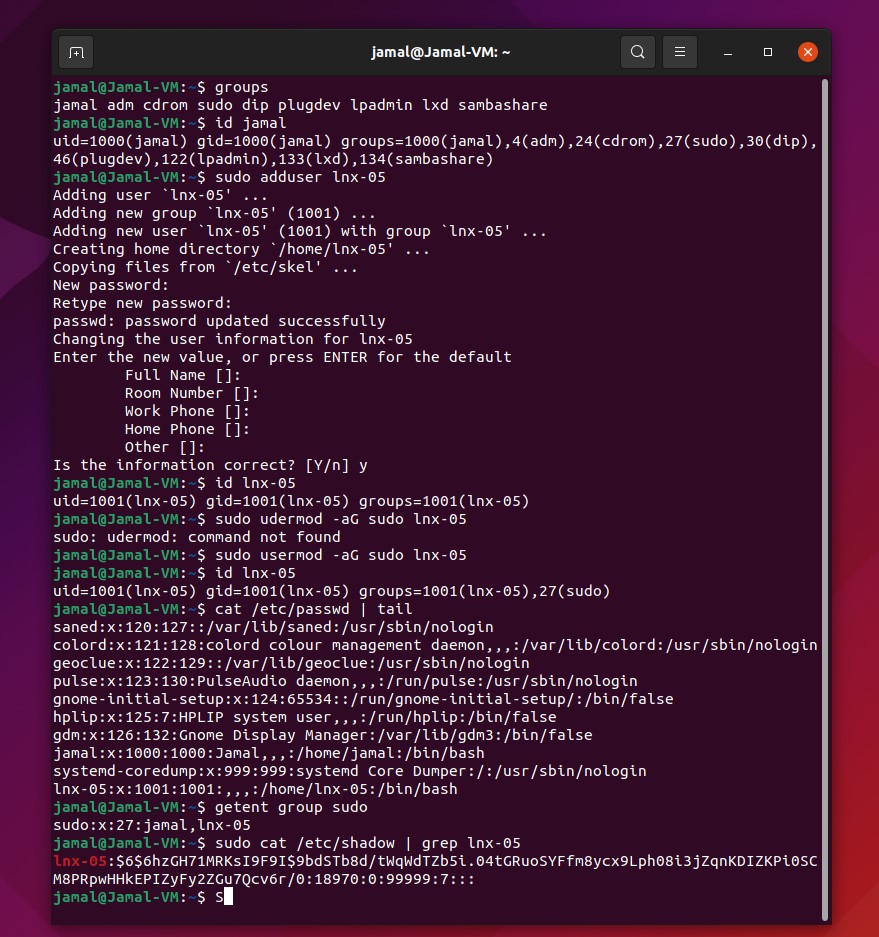 jamal@Jamal-VM: ~
jamal@Jamal-VM:~$ groups
jamal adm cdrom sudo dip plugdev lpadmin lxd sambashare
jamal@Jamal-VM:~$ id jamal
uid=1000(jamal) gid=1000(jamal) groups=1000(jamal),4(adm),24(cdrom),27(sudo),30(dip),
46(plugdev),122(lpadmin),133(lxd),134(sambashare)
jamal@Jamal-VM:~$ sudo adduser lnx-05
Adding user `lnx-05' ...
Adding new group `lnx-05' (1001) ...
Adding new user `lnx-05' (1001) with group `lnx-05' ...
Creating home directory `/home/lnx-05' ...
Copying files from `/etc/skel' ...
New password:
Retype new password:
passwd: password updated successfully
Changing the user information for lnx-05
Enter the new value, or press ENTER for the default
        Full Name []:
        Room Number []:
        Work Phone []:
        Home Phone []:
        Other []:
Is the information correct? [Y/n] y
jamal@Jamal-VM:~$ id lnx-05
uid=1001(lnx-05) gid=1001(lnx-05) groups=1001(lnx-05)
jamal@Jamal-VM:~$ sudo udermod -aG sudo lnx-05
sudo: udermod: command not found
jamal@Jamal-VM:~$ sudo usermod -aG sudo lnx-05
jamal@Jamal-VM:~$ id lnx-05
uid=1001(lnx-05) gid=1001(lnx-05) groups=1001(lnx-05),27(sudo)
jamal@Jamal-VM:~$ cat /etc/passwd | tail
saned:x:120:127::/var/lib/saned:/usr/sbin/nologin
colord:x:121:128:colord colour management daemon,,,:/var/lib/colord:/usr/sbin/nologin
geoclue:x:122:129::/var/lib/geoclue:/usr/sbin/nologin
pulse:x:123:130:PulseAudio daemon,,,:/run/pulse:/usr/sbin/nologin
gnome-initial-setup:x:124:65534::/run/gnome-initial-setup/:/bin/false
hplip:x:125:7:HPLIP system user,,,:/run/hplip:/bin/false
gdm:x:126:132:Gnome Display Manager:/var/lib/gdm3:/bin/false
jamal:x:1000:1000:Jamal,,,:/home/jamal:/bin/bash
systemd-coredump:x:999:999:systemd Core Dumper:/:/usr/sbin/nologin
lnx-05:x:1001:1001:,,,:/home/lnx-05:/bin/bash
jamal@Jamal-VM:~$ getent group sudo
sudo:x:27:jamal,lnx-05
jamal@Jamal-VM:~$ sudo cat /etc/shadow | grep lnx-05
lnx-05:$6$6hzGH71MRKsI9F9I$9bdSTb8d/tWqWdTZb5i.04tGRuoSYFfm8ycx9Lph08i3jZqnKDIZKPi0SC
M8PRpwHHkEPIZyFy2ZGu7Qcv6r/0:18970:0:99999:7:::
jamal@Jamal-VM:~$ S